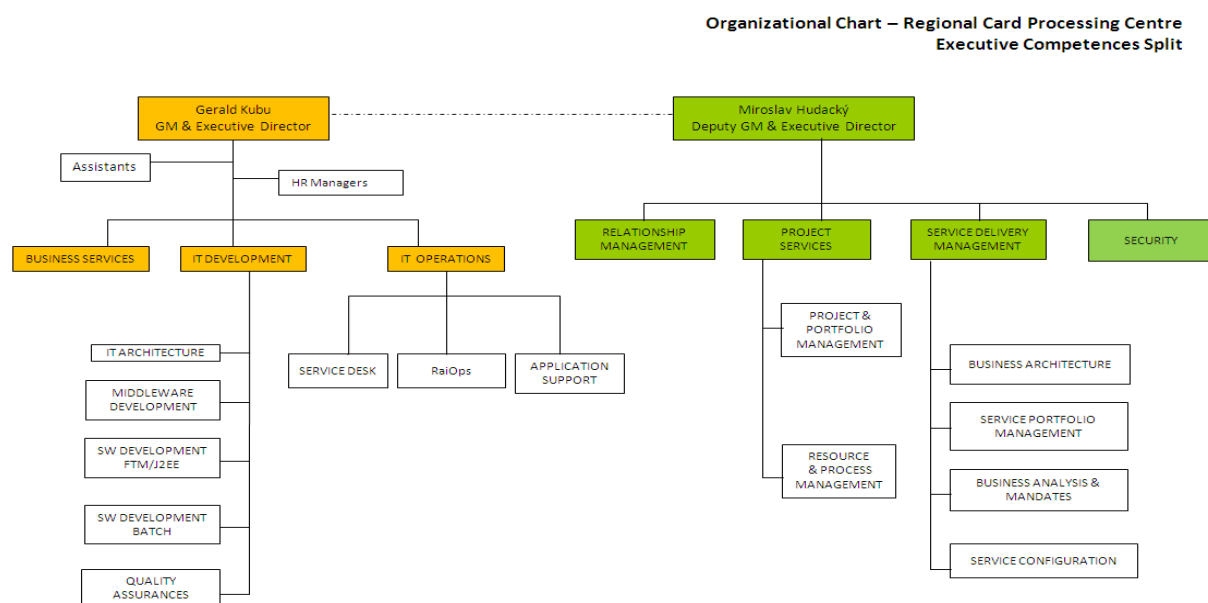 Organizational Chart – Regional Card Processing Centre
Executive Competences Split
Gerald Kubu
GM & Executive Director
Miroslav Hudacký
Deputy GM & Executive Director
Assistants
HR Managers
BUSINESS SERVICES
IT DEVELOPMENT
IT OPERATIONS
RELATIONSHIP
MANAGEMENT
PROJECT
SERVICES
SERVICE DELIVERY
MANAGEMENT
SECURITY
IT ARCHITECTURE
MIDDLEWARE
DEVELOPMENT
SW DEVELOPMENT
FTM/J2EE
SW DEVELOPMENT
BATCH
QUALITY
ASSURANCES
SERVICE DESK
RaiOps
APPLICATION
SUPPORT
PROJECT &
PORTFOLIO
MANAGEMENT
RESOURCE
& PROCESS
MANAGEMENT
BUSINESS ARCHITECTURE
SERVICE PORTFOLIO
MANAGEMENT
BUSINESS ANALYSIS &
MANDATES
SERVICE CONFIGURATION